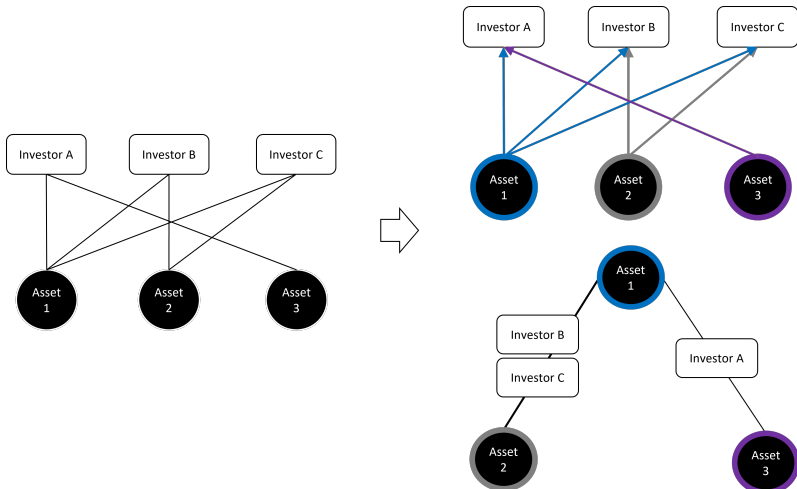 Investor A
Investor B
Investor C
Asset
1
Asset
2
Asset
3
Investor A
Investor B
Investor C
Asset
1
Asset
2
Asset
3
Asset
1
Investor B
Investor C
Investor A
Asset
2
Asset
3